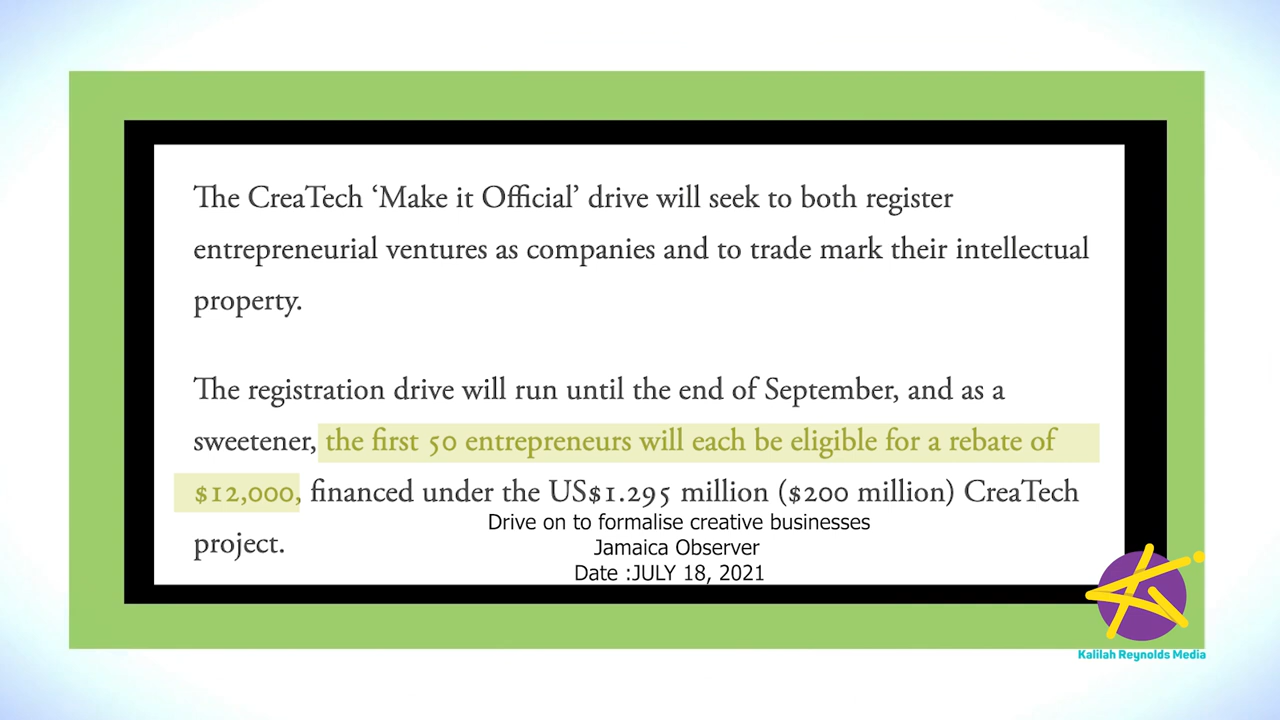 The CreaTech ‘Make it Official’ drive will seek to both register
entrepreneurial ventures as companies and to trade mark their intellectual
property.
The registration drive will run until the end of September, and as a
sweetener, the first 50 entrepreneurs will each be eligible for a rebate of
$12,000, financed under the US$1.295 million ($200 million) CreaTech
project.
Drive on to formalise creative businesses
Jamaica Observer
Date :JULY 18, 2021
Kalilah Reynolds Media